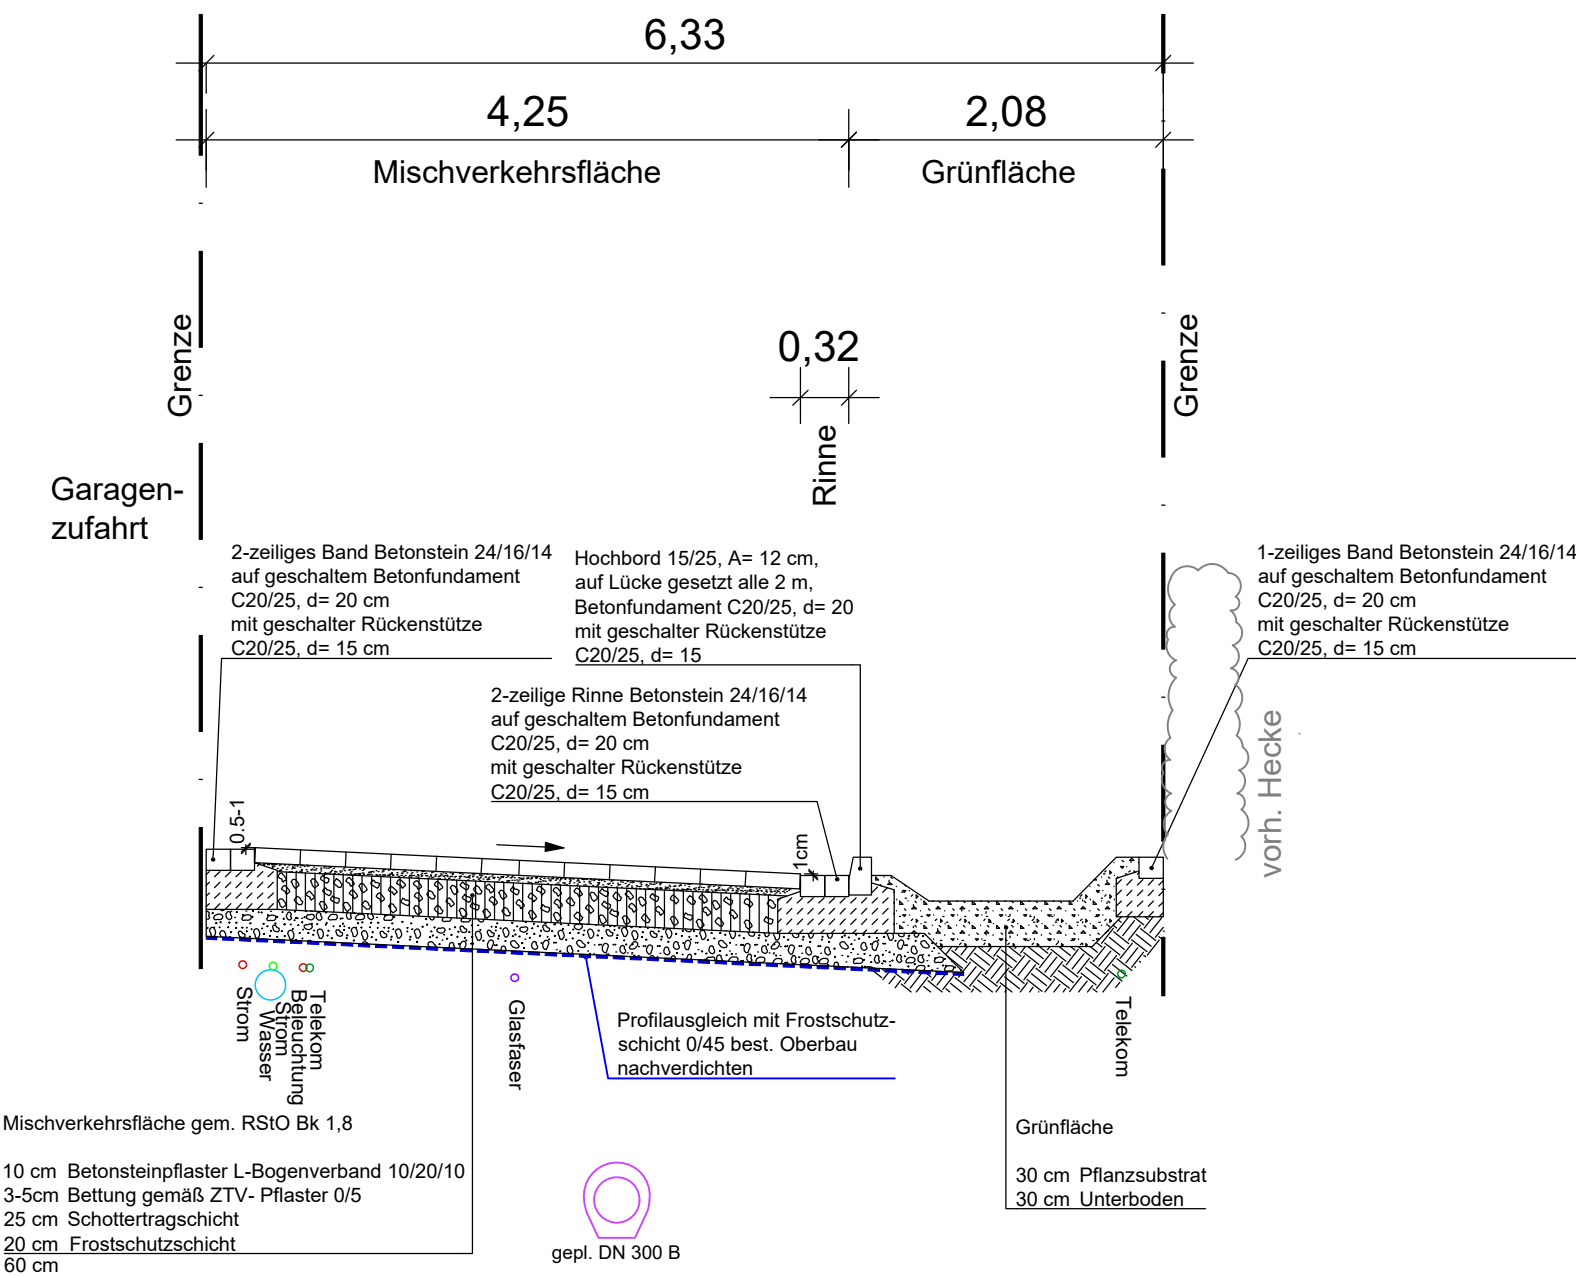 6,33
4,25
2,08
Mischverkehrsfläche
Grünfläche
Grenze
Grenze
0,32
Rinne
Garagen-
zufahrt
2-zeiliges Band Betonstein 24/16/14
auf geschaltem Betonfundament
C20/25, d= 20 cm
mit geschalter Rückenstütze
C20/25, d= 15 cm
Hochbord 15/25, A= 12 cm,
auf Lücke gesetzt alle 2 m,
Betonfundament C20/25, d= 20
mit geschalter Rückenstütze
C20/25, d= 15
1-zeiliges Band Betonstein 24/16/14
auf geschaltem Betonfundament
C20/25, d= 20 cm
mit geschalter Rückenstütze
C20/25, d= 15 cm
2-zeilige Rinne Betonstein 24/16/14
auf geschaltem Betonfundament
C20/25, d= 20 cm
mit geschalter Rückenstütze
C20/25, d= 15 cm
vorh. Hecke
0.5-1
1cm
Strom
Wasser
Strom
Beleuchtung
Telekom
Glasfaser
Telekom
Profilausgleich mit Frostschutz-
schicht 0/45 best. Oberbau
nachverdichten
Mischverkehrsfläche gem. RStO Bk 1,8
10 cm Betonsteinpflaster L-Bogenverband 10/20/10
3-5cm Bettung gemäß ZTV- Pflaster 0/5
25 cm Schottertragschicht
20 cm Frostschutzschicht
60 cm
gepl. DN 300 B
Grünfläche
30 cm Pflanzsubstrat
30 cm Unterboden